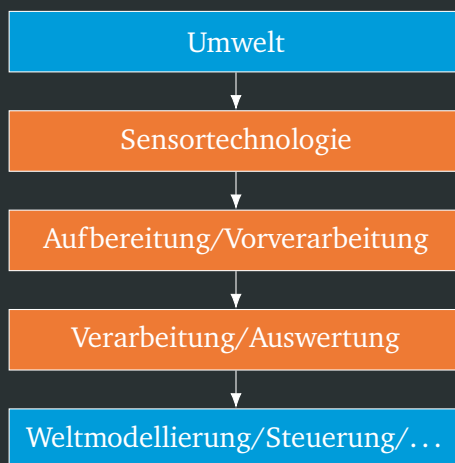 Umwelt
Sensortechnologie
Aufbereitung/Vorverarbeitung
Verarbeitung/Auswertung
Weltmodellierung/Steuerung/...